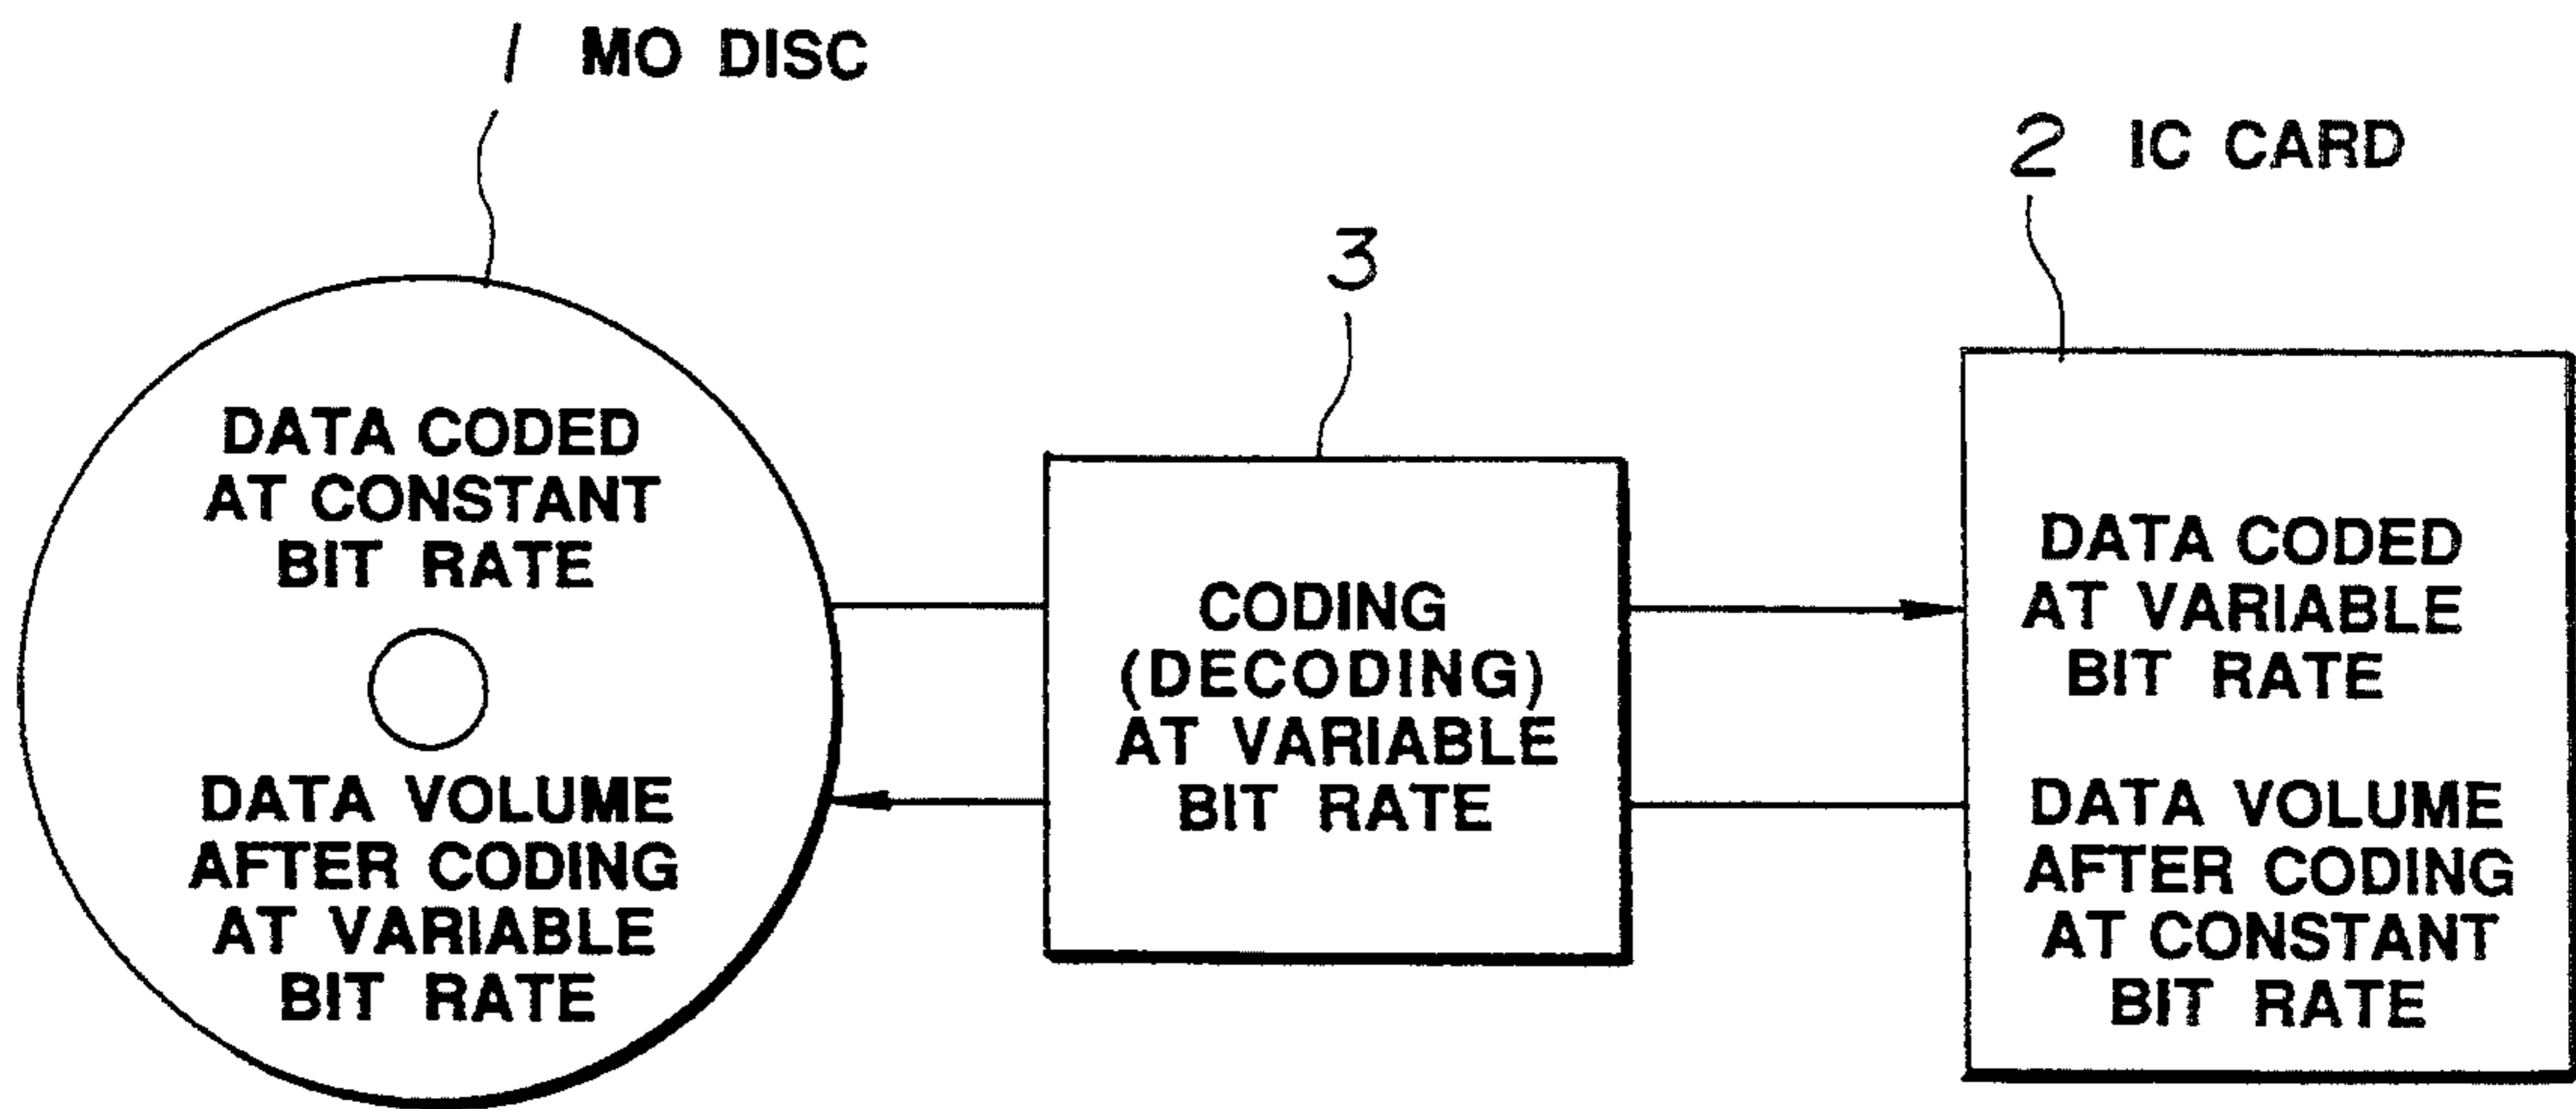 1 MO DISC
2 IC CARD
3
DATA CODED
AT CONSTANT
BIT RATE
DATA VOLUME
AFTER CODING
AT VARIABLE
BIT RATE
CODING
(DECODING)
AT VARIABLE
BIT RATE
DATA CODED
AT VARIABLE
BIT RATE
DATA VOLUME
AFTER CODING
AT CONSTANT
BIT RATE